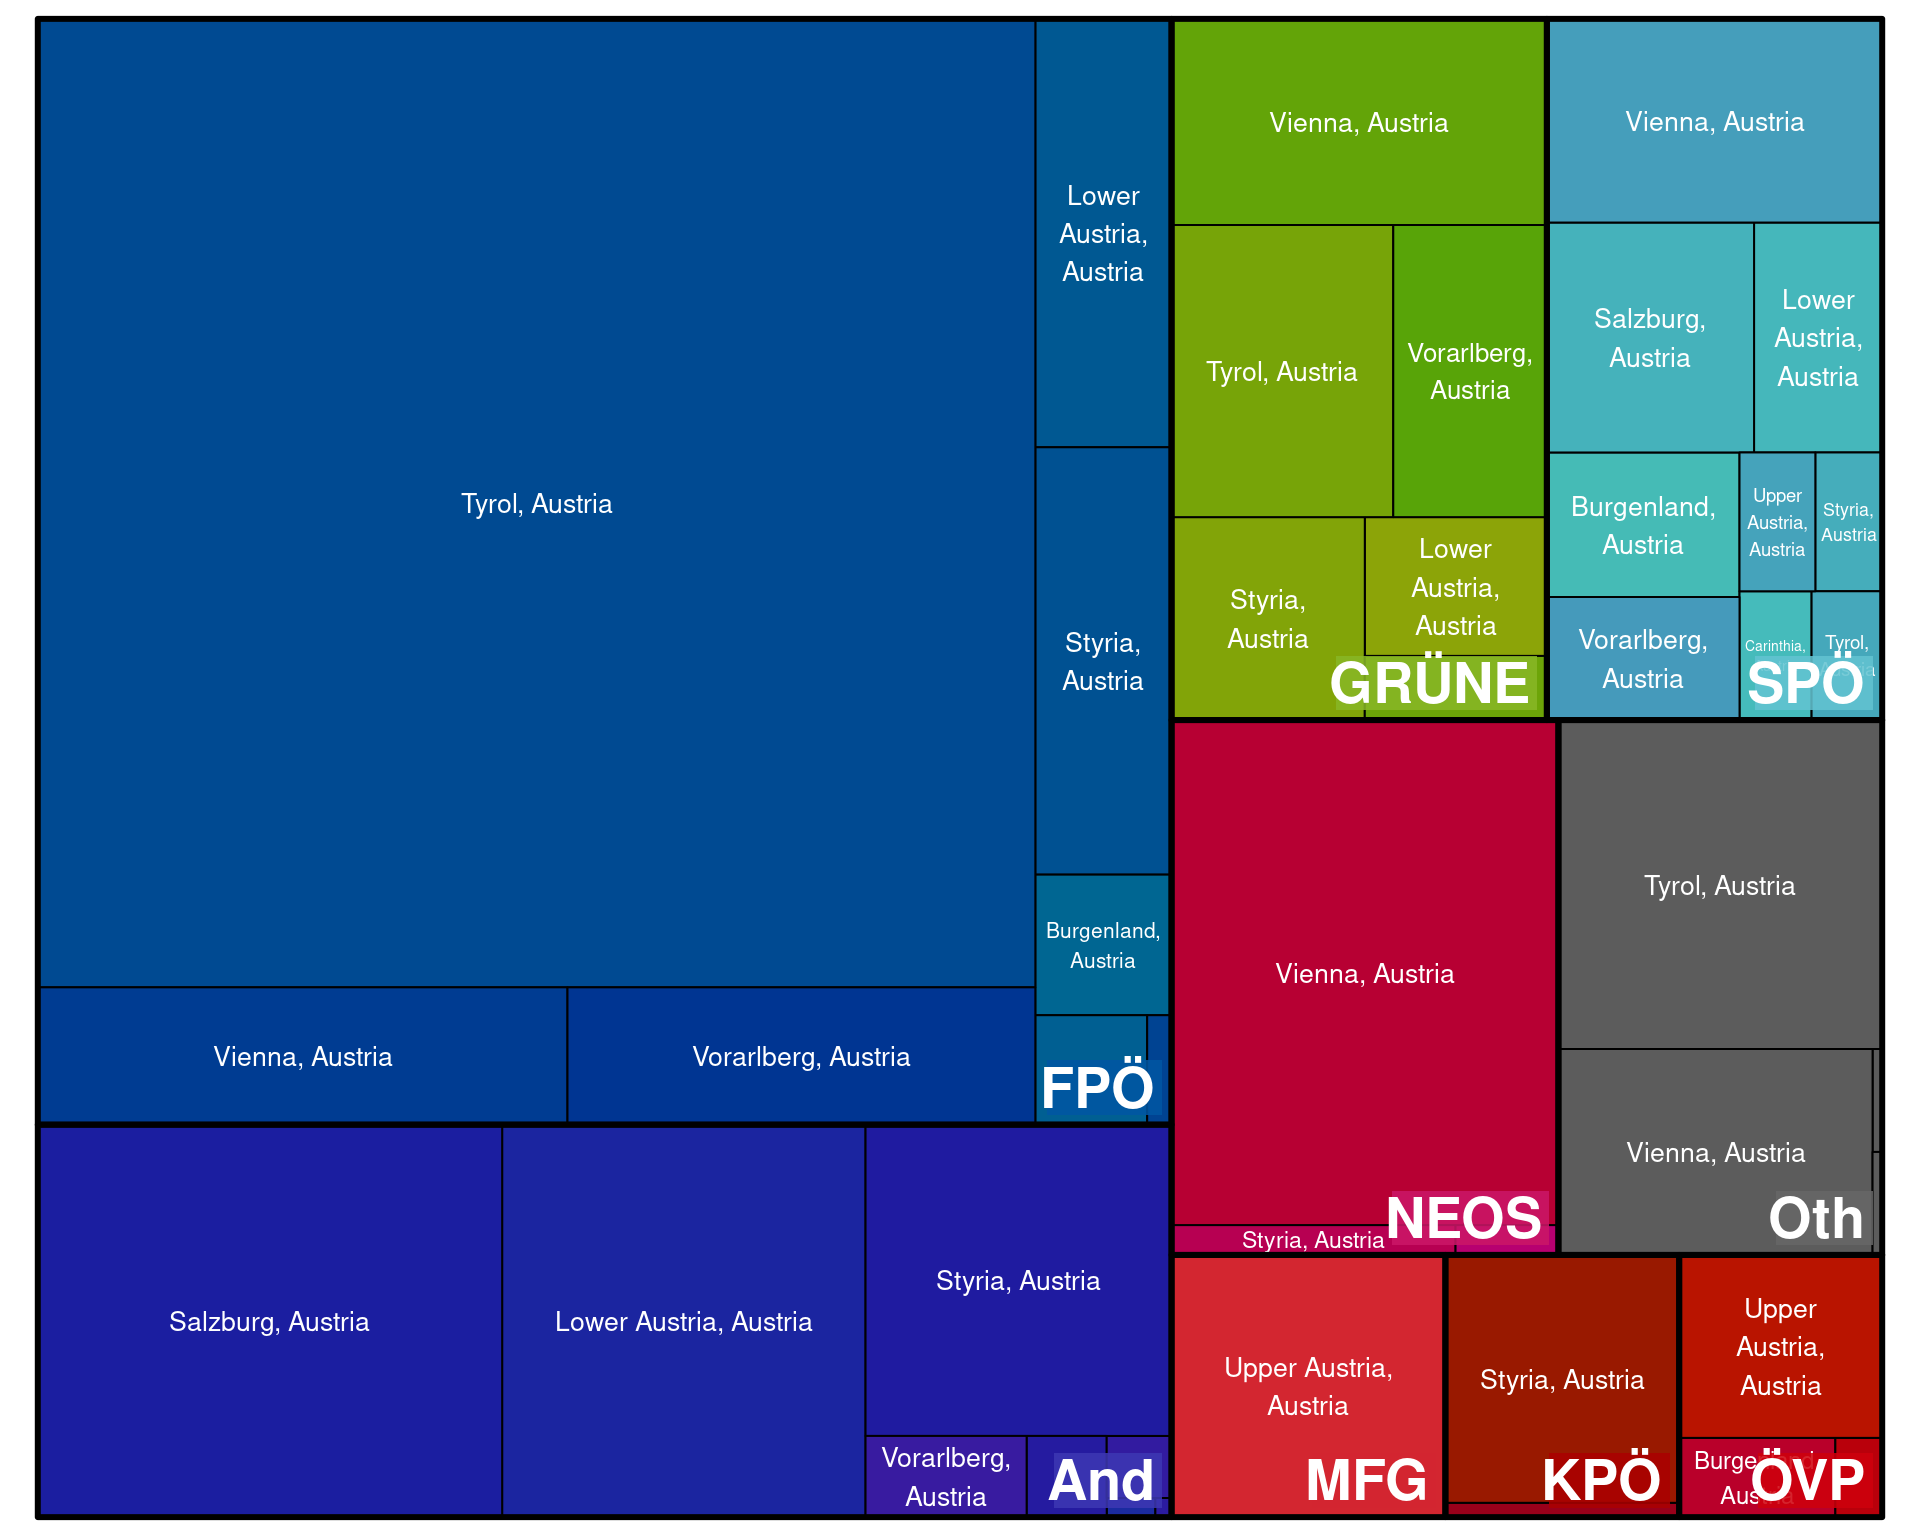 Tyrol, Austria
Lower
Austria,
Austria
Styria,
Austria
Burgenland,
Austria
Vienna, Austria
Vorarlberg, Austria
FPÖ
Salzburg, Austria
Lower Austria, Austria
Styria, Austria
Vorarlberg,
Austria
And
Vienna, Austria
Tyrol, Austria
Vorarlberg,
Austria
Styria,
Austria
Lower
Austria,
Austria
GRÜNE
Vienna, Austria
Salzburg,
Austria
Lower
Austria,
Austria
Burgenland,
Austria
Upper
Austria,
Austria
Styria,
Austria
Vorarlberg,
Austria
Carinthia,
Tyrol,
SPÖ
Vienna, Austria
Styria, Austria
NEOS
Tyrol, Austria
Vienna, Austria
Oth
Upper Austria,
Austria
MFG
Styria, Austria
KPÖ
Upper
Austria,
Austria
Burgenland,
Austria
ÖVP